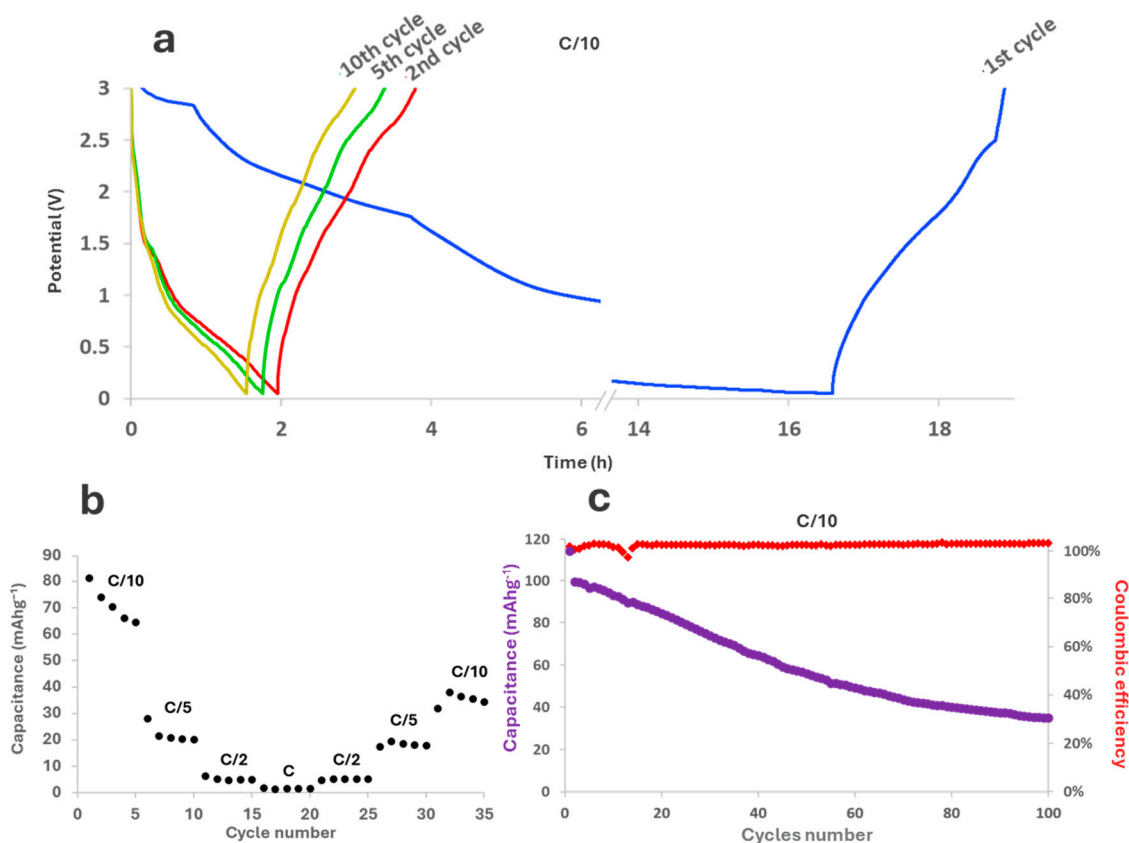 a
C/10
10th cycle
5th cycle
2nd cycle
1st cycle
Potential (V)
3
2.5
2
1.5
1
0.5
0
0 2 4 6 14 16 18
Time (h)
b
Capacitance (mAhg⁻¹)
90
80
70
60
50
40
30
20
10
0
C/10
C/5
C/2
C
C/2
C/5
C/10
0 5 10 15 20 25 30 35
Cycle number
c
C/10
Capacitance (mAhg⁻¹)
120
100
80
60
40
20
0
100%
80%
60%
40%
20%
0%
Coulombic efficiency
0 20 40 60 80 100
Cycles number